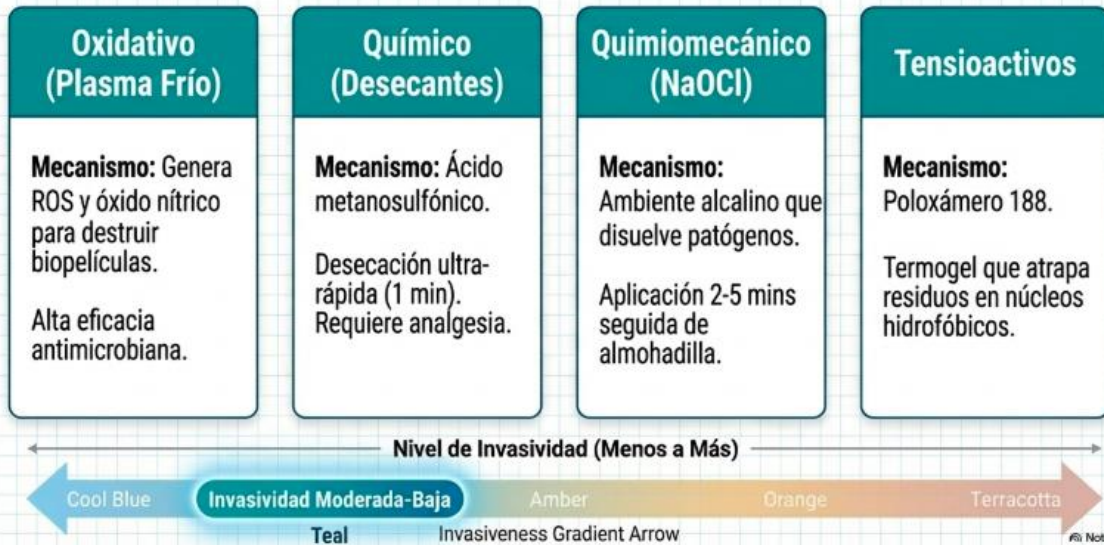 Oxidativo
(Plasma Frío)
Mecanismo: Genera
ROS y óxido nítrico
para destruir
biopelículas.
Alta eficacia
antimicrobiana.
Químico
(Desecantes)
Mecanismo: Ácido
metanosulfónico.
Desecación ultra-
rápida (1 min).
Requiere analgesia.
Quimiomecánico
(NaOCl)
Mecanismo:
Ambiente alcalino que
disuelve patógenos.
Aplicación 2-5 mins
seguida de
almohadilla.
Tensioactivos
Mecanismo:
Poloxámero 188.
Termogel que atrapa
residuos en núcleos
hidrofóbicos.
Nivel de Invasividad (Menos a Más)
Cool Blue
Invasividad Moderada-Baja
Amber
Orange
Terracotta
Teal
Invasiveness Gradient Arrow